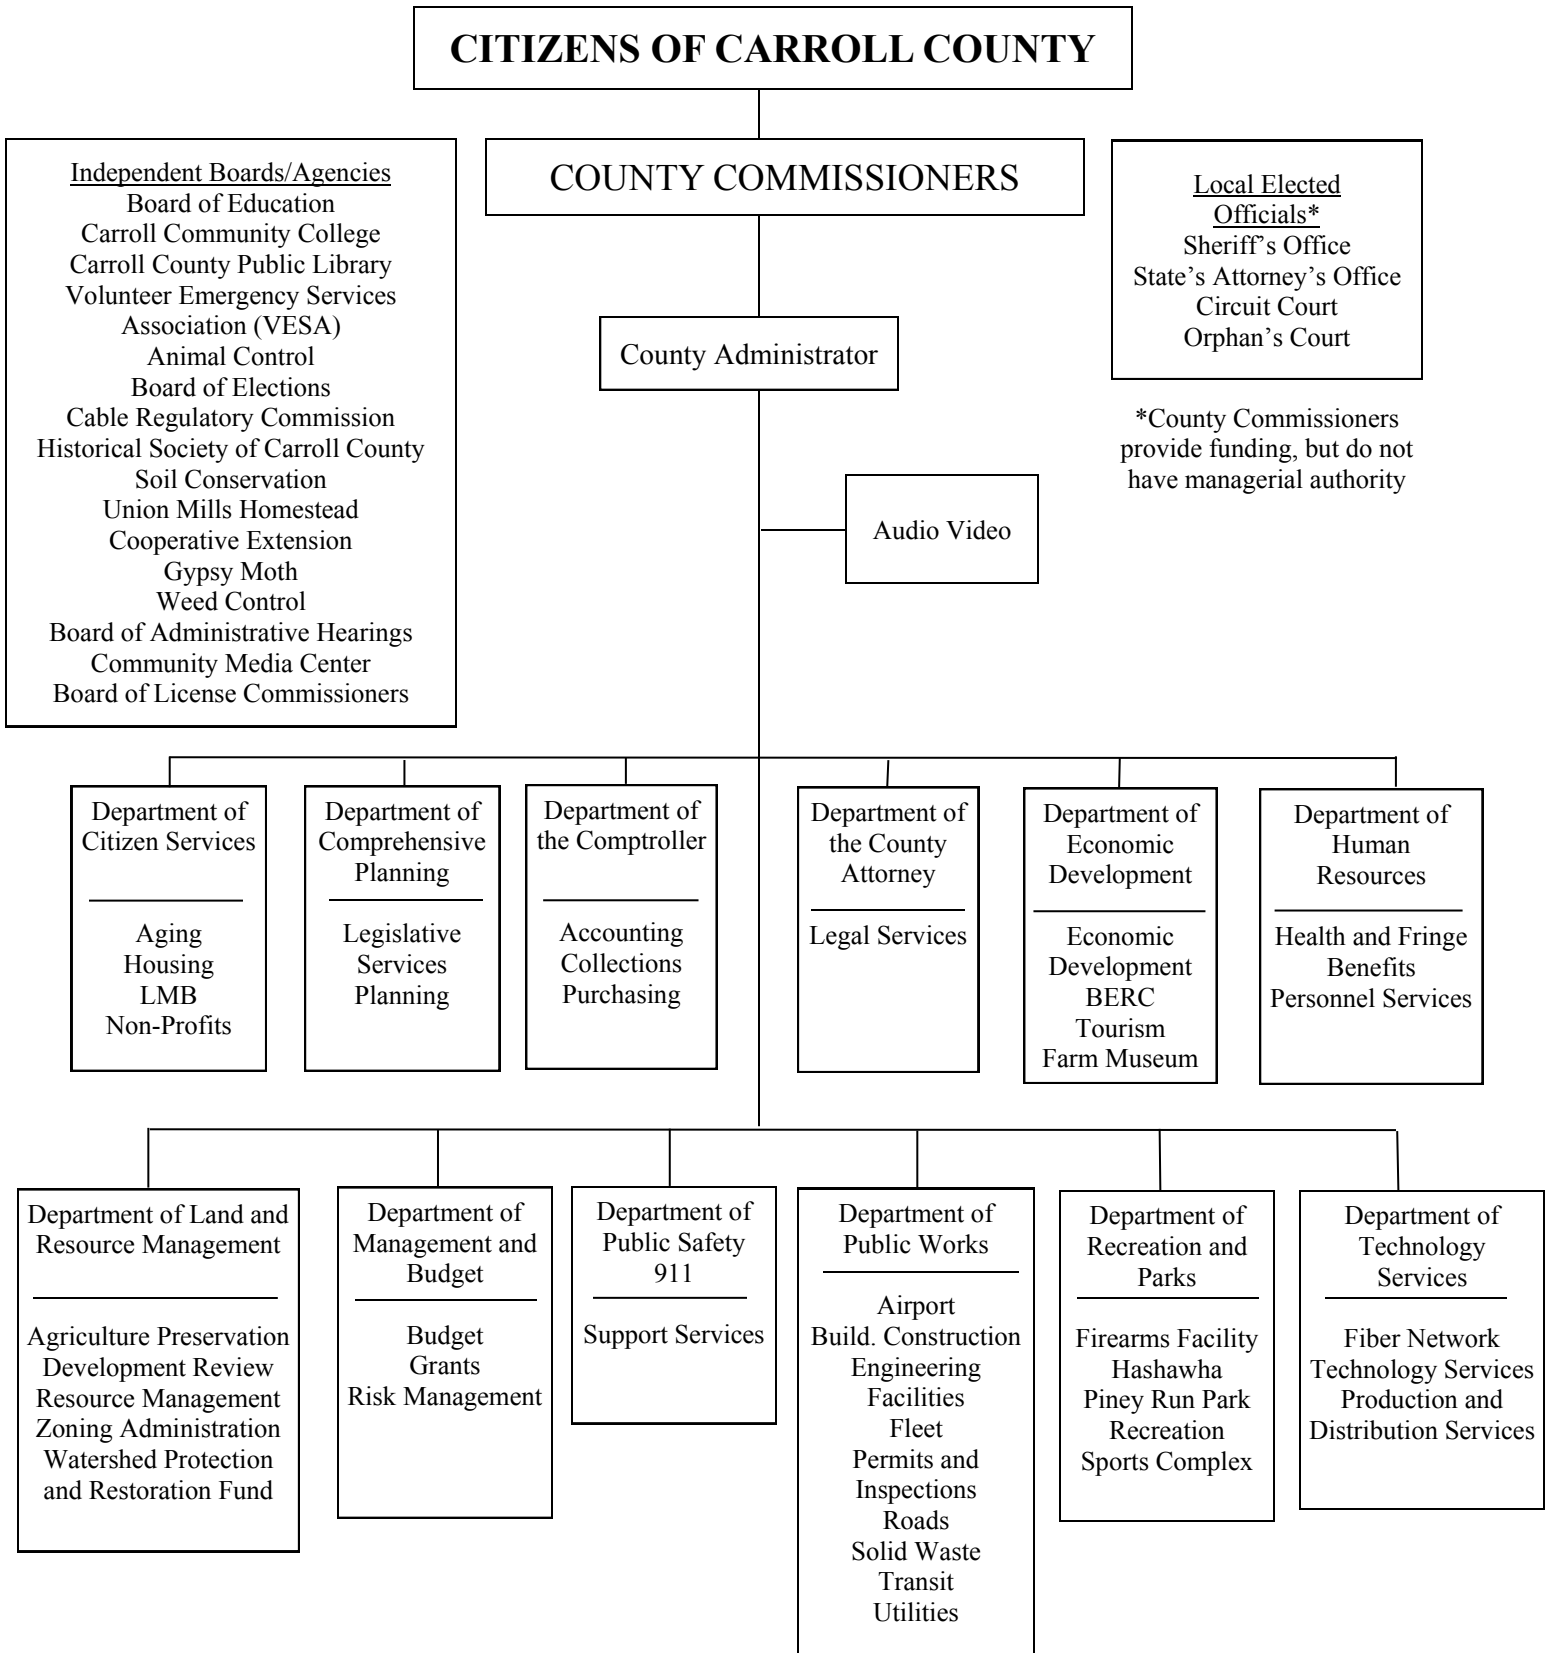 CITIZENS OF CARROLL COUNTY
Independent Boards/Agencies
Board of Education
Carroll Community College
Carroll County Public Library
Volunteer Emergency Services
Association (VESA)
Animal Control
Board of Elections
Cable Regulatory Commission
Historical Society of Carroll County
Soil Conservation
Union Mills Homestead
Cooperative Extension
Gypsy Moth
Weed Control
Board of Administrative Hearings
Community Media Center
Board of License Commissioners
COUNTY COMMISSIONERS
County Administrator
Audio Video
Local Elected
Officials*
Sheriff’s Office
State’s Attorney’s Office
Circuit Court
Orphan’s Court
*County Commissioners
provide funding, but do not
have managerial authority
Department of
Citizen Services
Aging
Housing
LMB
Non-Profits
Department of
Comprehensive
Planning
Legislative
Services
Planning
Department of
the Comptroller
Accounting
Collections
Purchasing
Department of
the County
Attorney
Legal Services
Department of
Economic
Development
Economic
Development
BERC
Tourism
Farm Museum
Department of
Human
Resources
Health and Fringe
Benefits
Personnel Services
Department of Land and
Resource Management
Agriculture Preservation
Development Review
Resource Management
Zoning Administration
Watershed Protection
and Restoration Fund
Department of
Management and
Budget
Budget
Grants
Risk Management
Department of
Public Safety
911
Support Services
Department of
Public Works
Airport
Build. Construction
Engineering
Facilities
Fleet
Permits and
Inspections
Roads
Solid Waste
Transit
Utilities
Department of
Recreation and
Parks
Firearms Facility
Hashawha
Piney Run Park
Recreation
Sports Complex
Department of
Technology
Services
Fiber Network
Technology Services
Production and
Distribution Services